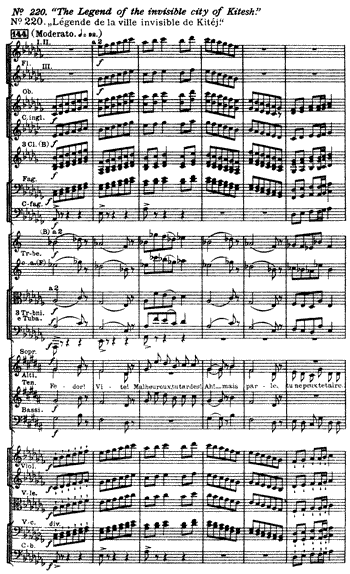 No 220. "The Legend of the invisible city of Kitesh."
No 220. „Légende de la ville invisible de Kitéj."
144 (Moderato.
I. II.
a 2
Fl.
III.
Ob.
C. ingl.
3 Cl. (B)
Fag.
C-fag.
(B) a 2
Tr-be.
(F)
a 2
3 Tr-bni.
e Tuba.
Sopr.
Alti.
Ten.
Fe - dor! Vi - te! Malheureux, tu tardes! Ah!... mais par - le, tu ne peux te taire.
Bassi.
Viol.
V-le.
V-c. div.
C-b.